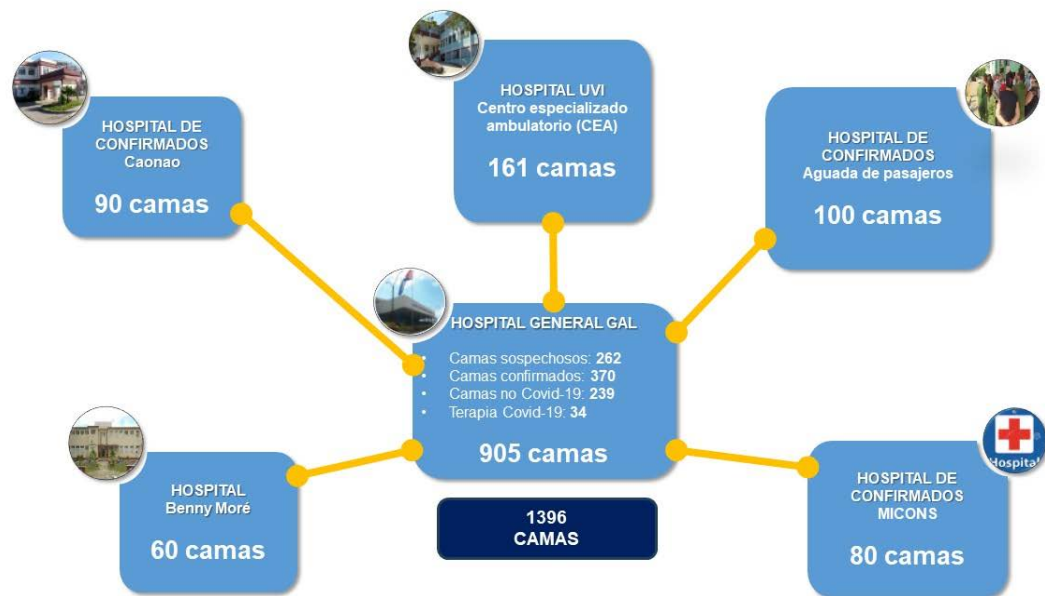 HOSPITAL UVI
Centro especializado
ambulatorio (CEA)
161 camas
HOSPITAL DE
CONFIRMADOS
Caonao
90 camas
HOSPITAL DE
CONFIRMADOS
Aguada de pasajeros
100 camas
HOSPITAL GENERAL GAL
• Camas sospechosos: 262
• Camas confirmados: 370
• Camas no Covid-19: 239
• Terapia Covid-19: 34
905 camas
HOSPITAL
Benny Moré
60 camas
1396
CAMAS
Hospital
HOSPITAL DE
CONFIRMADOS
MICONS
80 camas